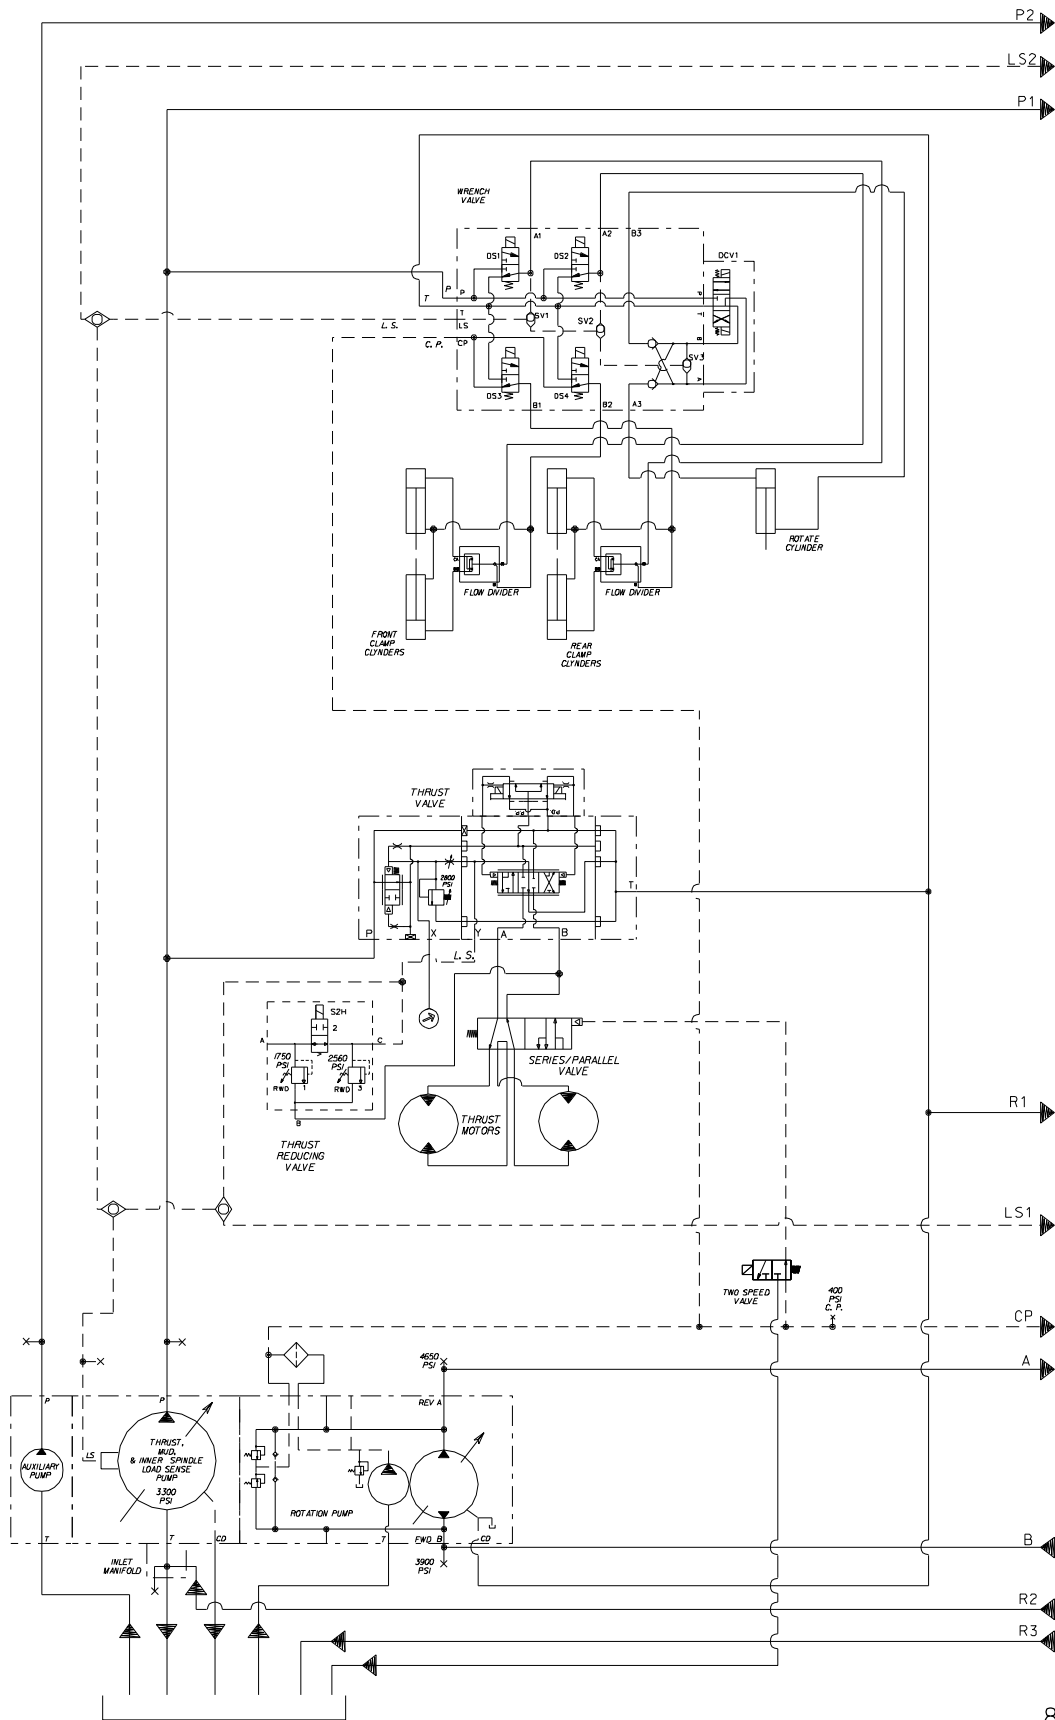 P2
LS2
P1
WRENCH
VALVE
A1
A2
B3
DS1
DS2
DCV1
P
P
P
T
T
T
LS
SV1
SV2
L. S.
C. P.
CP
B
SV3
A
DS3
DS4
B1
B2
A3
ROTATE
CYLINDER
FLOW DIVIDER
FLOW DIVIDER
FRONT
CLAMP
CLYNDERS
REAR
CLAMP
CLYNDERS
THRUST
VALVE
2800
PSI
T
P
X
Y
A
B
L. S.
S2H
2
A
C
1750
PSI
2560
PSI
RWD
1
RWD
3
B
SERIES/PARALLEL
VALVE
THRUST
MOTORS
THRUST
REDUCING
VALVE
R1
LS1
TWO SPEED
VALVE
400
PSI
C. P.
CP
4650
PSI
A
P
P
REV A
LS
THRUST,
MUD,
& INNER SPINDLE
LOAD SENSE
PUMP
3300
PSI
AUXILIARY
PUMP
ROTATION PUMP
T
T
CD
T
FWD B
CD
B
INLET
MANIFOLD
3900
PSI
R2
R3